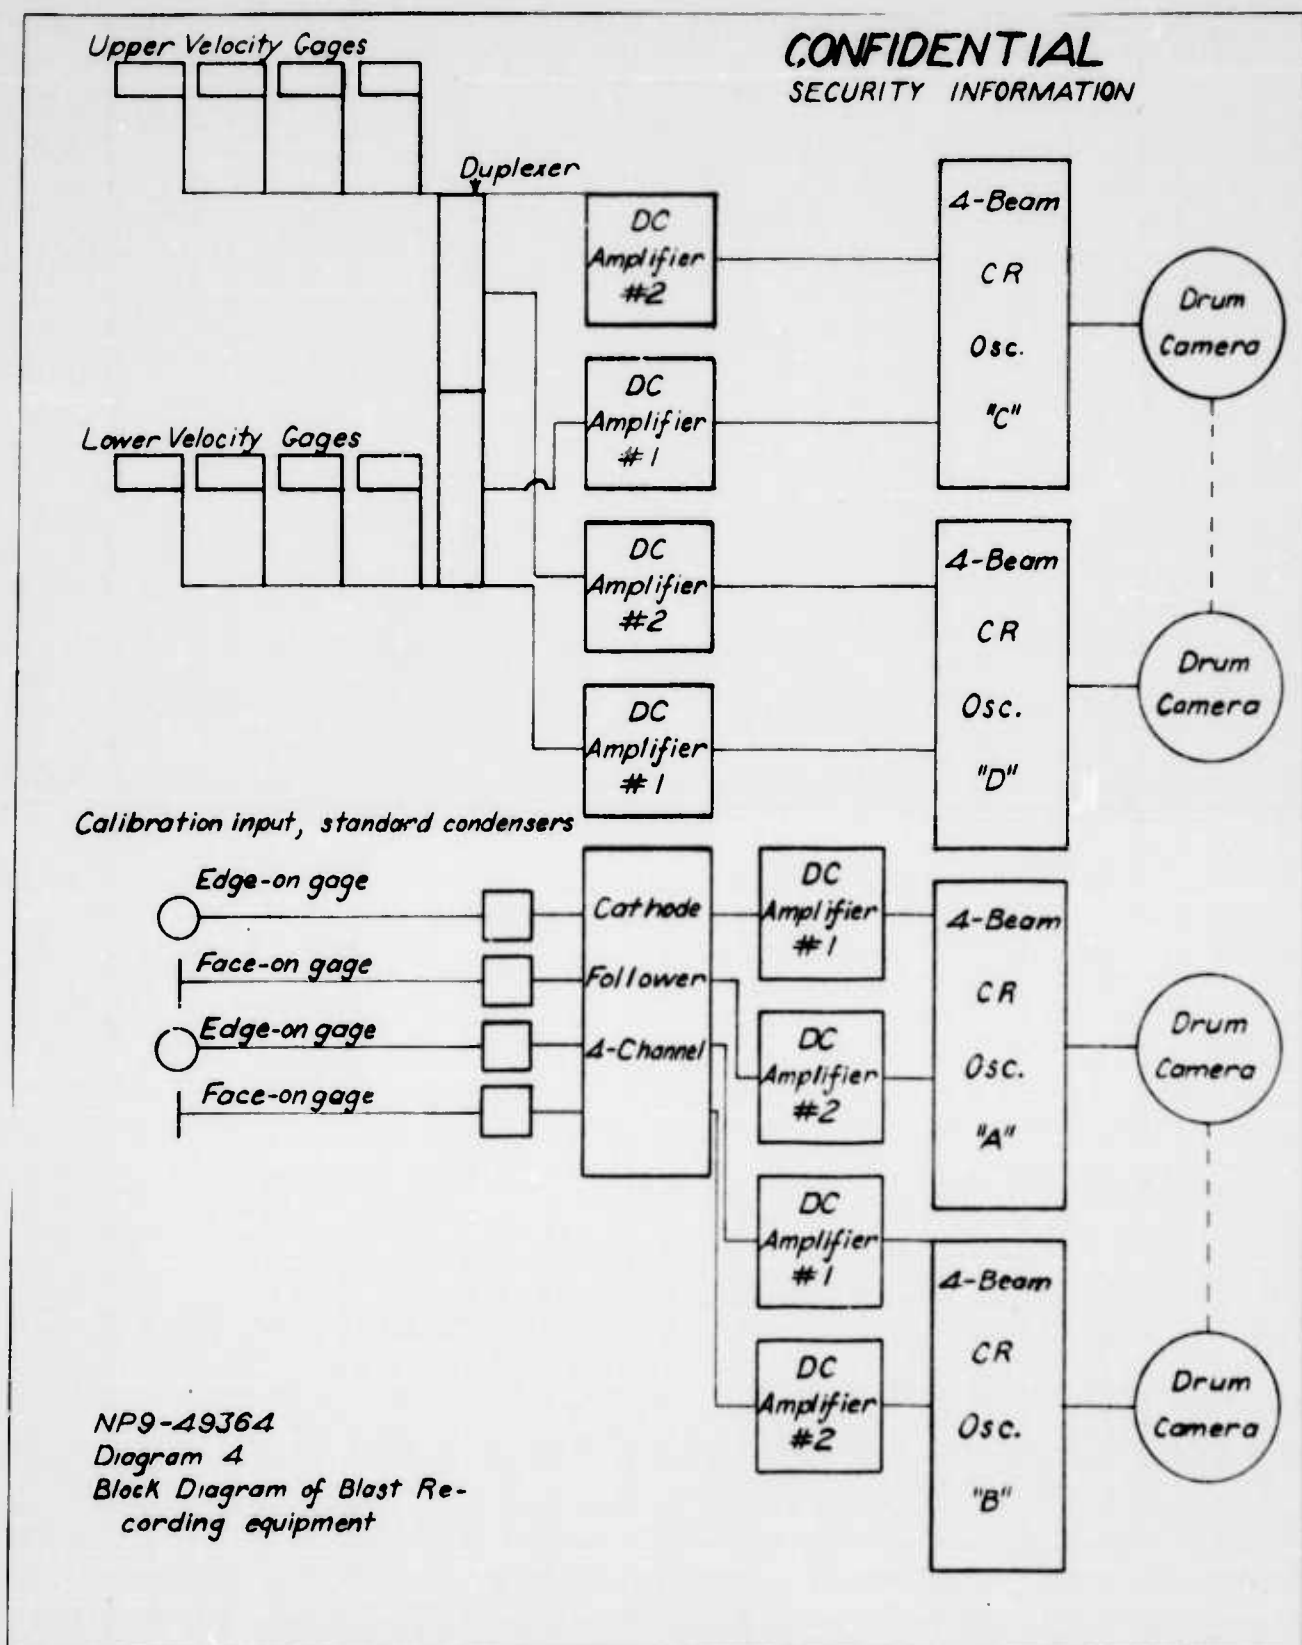 Upper Velocity Gages
CONFIDENTIAL
SECURITY INFORMATION
Duplexer
DC
Amplifier
#2
4-Beam
CR
Osc.
"C"
Drum
Camera
DC
Amplifier
#1
Lower Velocity Gages
DC
Amplifier
#2
4-Beam
CR
Osc.
"D"
Drum
Camera
DC
Amplifier
#1
Calibration input, standard condensers
Edge-on gage
Face-on gage
Edge-on gage
Face-on gage
Cathode
Follower
4-Channel
DC
Amplifier
#1
DC
Amplifier
#2
4-Beam
CR
Osc.
"A"
Drum
Camera
DC
Amplifier
#1
DC
Amplifier
#2
4-Beam
CR
Osc.
"B"
Drum
Camera
NP9-49364
Diagram 4
Block Diagram of Blast Re-
cording equipment